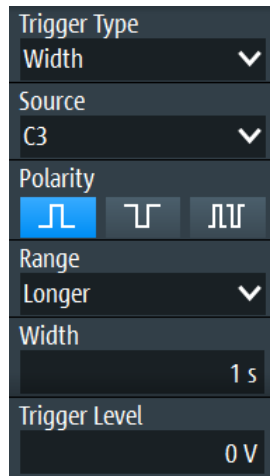 Trigger Type
Width
Source
C3
Polarity
Range
Longer
Width
1 s
Trigger Level
0 V